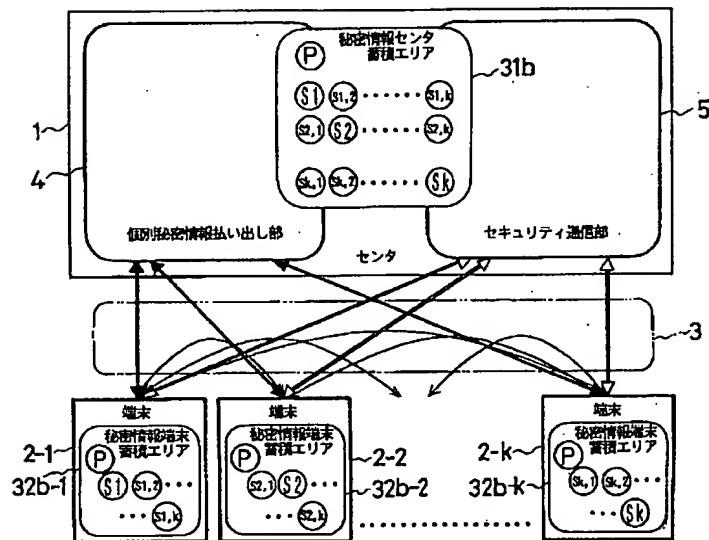 秘密情報センタ
蓄積エリア
P
S1 S1,2 ······ S1,k
S2,1 S2 ······ S2,k
Sk,1 Sk,2 ······ Sk
31b
5
1
4
個別秘密情報払い出し部
セキュリティ通信部
センタ
3
端末
秘密情報端末
蓄積エリア
P
S1 S1,2 ···
··· S1,k
2-1
32b-1
端末
秘密情報端末
蓄積エリア
P
S2,1 S2 ···
··· S2,k
2-2
32b-2
端末
秘密情報端末
蓄積エリア
P
Sk,1 Sk,2 ···
··· Sk
2-k
32b-k